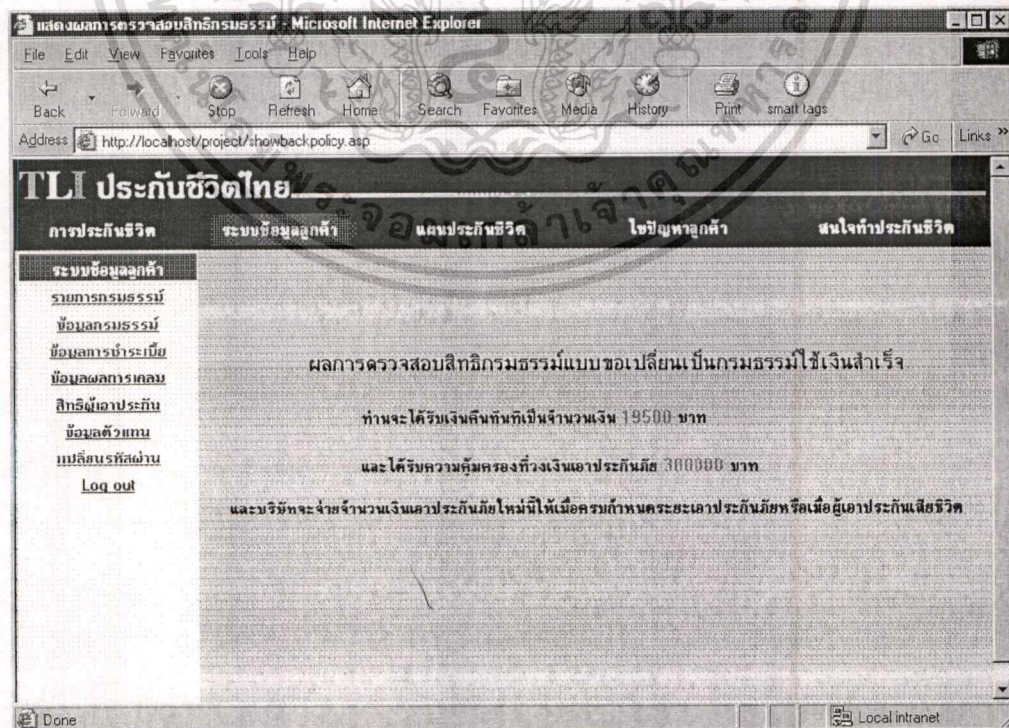 แสดงผลการตรวจสอบสิทธิกรมธรรม์ - Microsoft Internet Explorer
File Edit View Favorites Tools Help
Back Forward Stop Refresh Home Search Favorites Media History Print smart tags
Address http://localhost/project/showbackpolicy.asp Go Links »
TLI ประกันชีวิตไทย
การประกันชีวิต ระบบข้อมูลลูกค้า แผนประกันชีวิต ไขปัญหาลูกค้า สนใจทำประกันชีวิต
ระบบข้อมูลลูกค้า
รายการกรมธรรม์
ข้อมูลกรมธรรม์
ข้อมูลการชำระเบี้ย
ข้อมูลผลการเคลม
สิทธิผู้เอาประกัน
ข้อมูลตัวแทน
เปลี่ยนรหัสผ่าน
Log out
ผลการตรวจสอบสิทธิกรมธรรม์แบบขอเปลี่ยนเป็นกรมธรรม์ใช้เงินสำเร็จ
ท่านจะได้รับเงินคืนทันทีเป็นจำนวนเงิน 19500 บาท
และได้รับความคุ้มครองที่วงเงินเอาประกันภัย 300000 บาท
และบริษัทจะจ่ายจำนวนเงินเอาประกันภัยใหม่นี้ให้เมื่อครบกำหนดระยะเอาประกันภัยหรือเมื่อผู้เอาประกันเสียชีวิต
พระจอมเกล้าเจ้าคุณทหาร
Done Local intranet